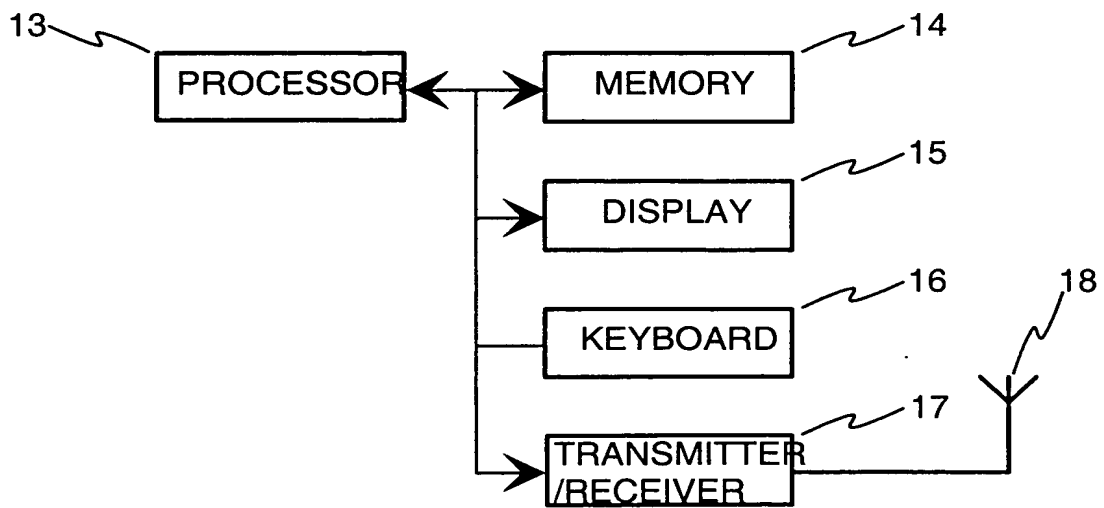 13
14
PROCESSOR
MEMORY
15
DISPLAY
16
18
KEYBOARD
17
TRANSMITTER
/RECEIVER